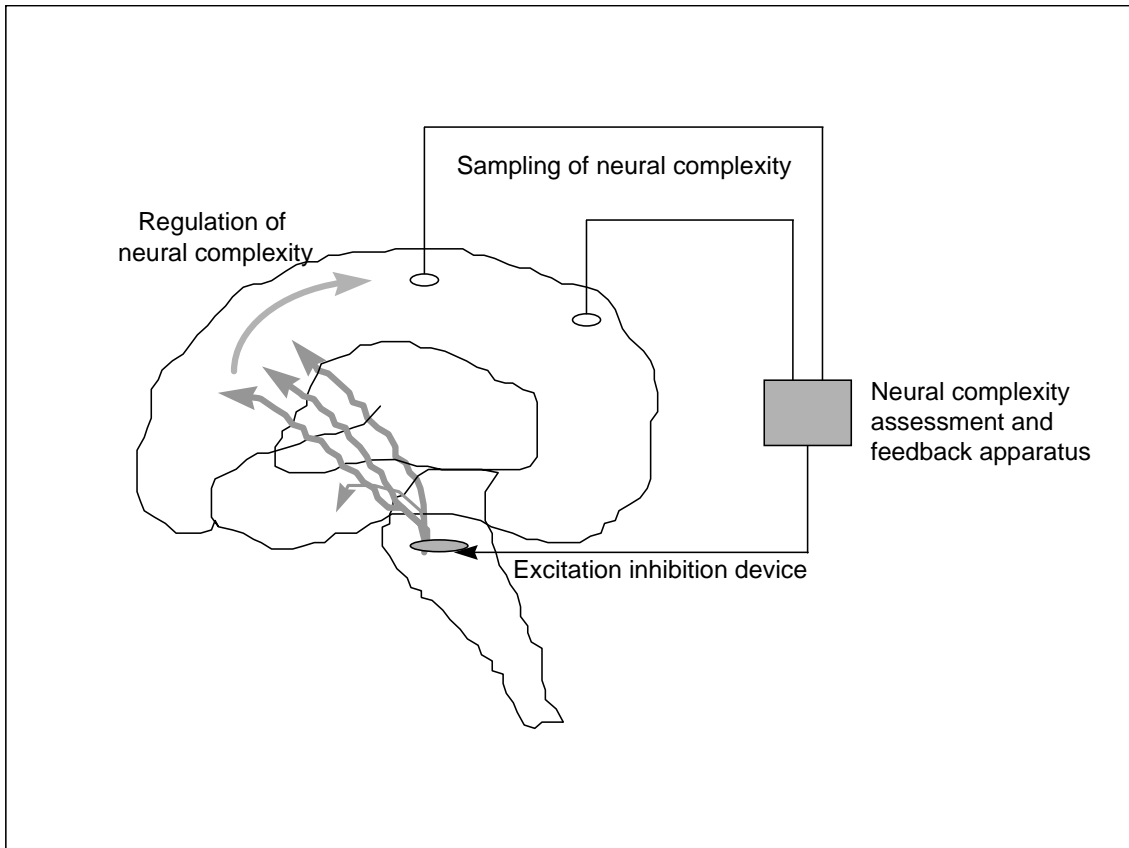 Sampling of neural complexity
Regulation of
neural complexity
Neural complexity
assessment and
feedback apparatus
Excitation inhibition device